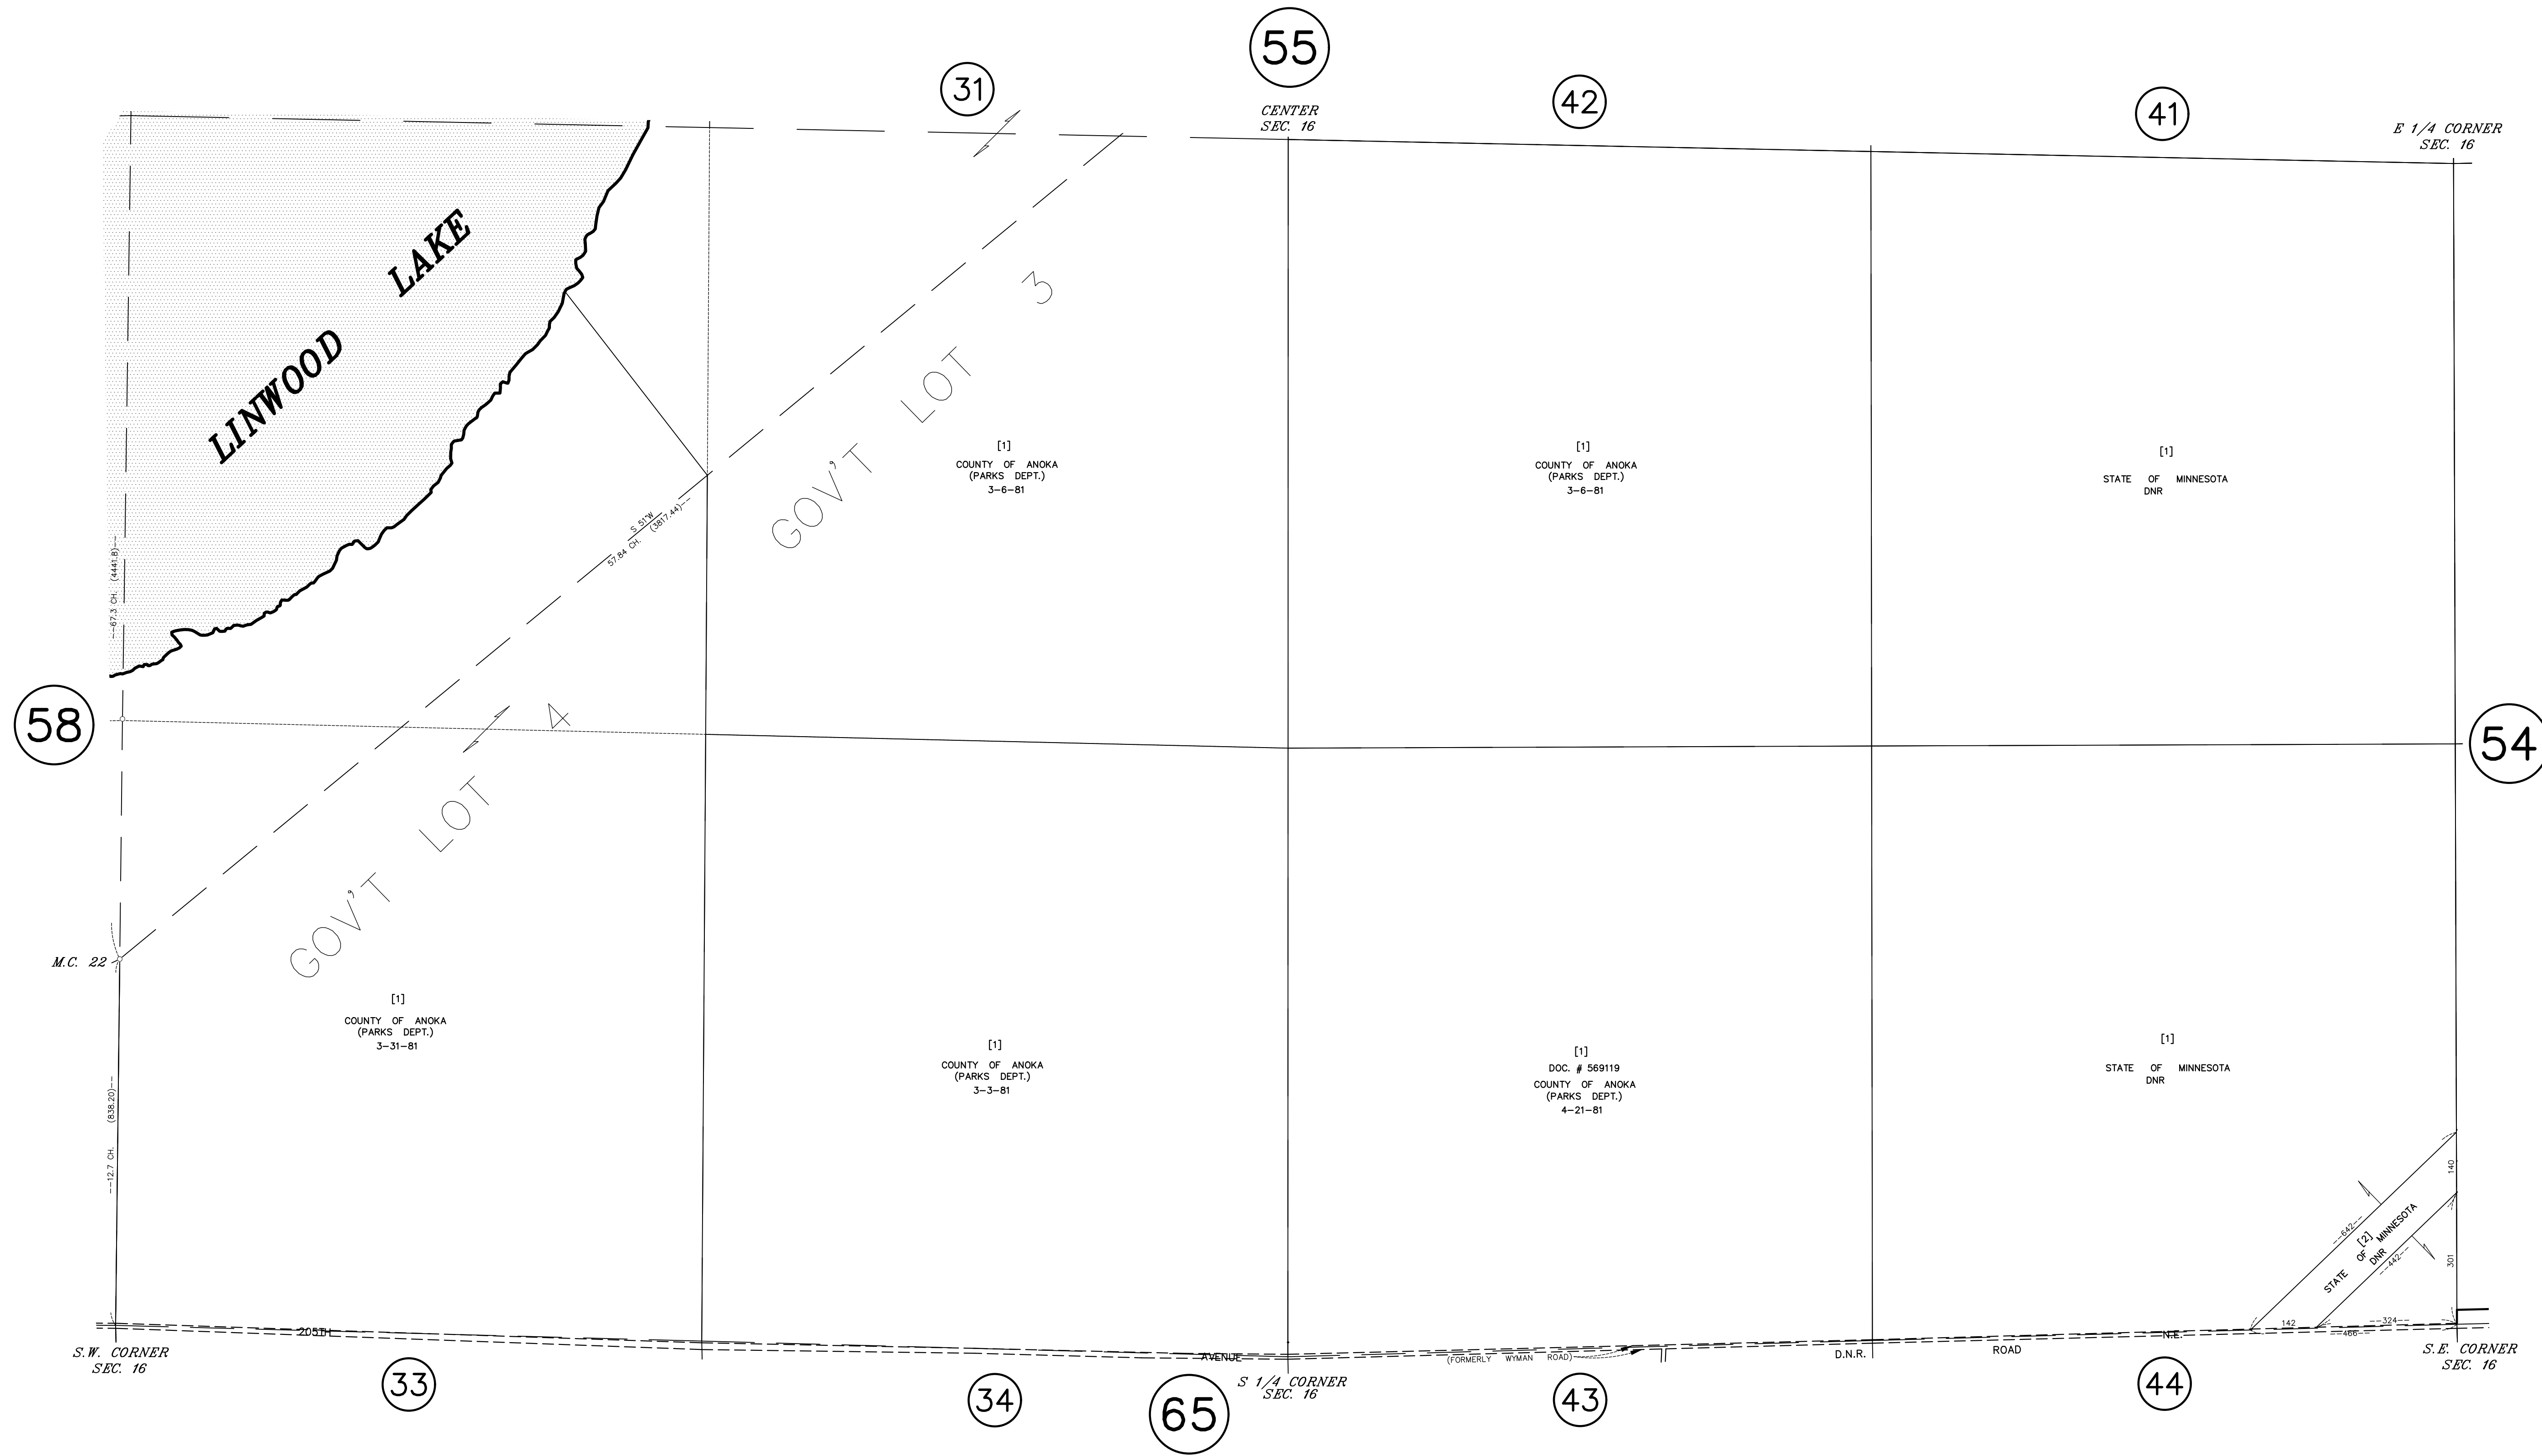 55
31
42
41
CENTER
SEC. 16
E 1/4 CORNER
SEC. 16
LINWOOD LAKE
GOV'T LOT 3
[1]
COUNTY OF ANOKA
(PARKS DEPT.)
3-6-81
[1]
COUNTY OF ANOKA
(PARKS DEPT.)
3-6-81
[1]
STATE OF MINNESOTA
DNR
S 51°W
57.84 CH. (3817.44)--
--67.3 CH. (4441.8)--
58
54
GOV'T LOT 4
M.C. 22
[1]
COUNTY OF ANOKA
(PARKS DEPT.)
3-31-81
[1]
COUNTY OF ANOKA
(PARKS DEPT.)
3-3-81
[1]
DOC. # 569119
COUNTY OF ANOKA
(PARKS DEPT.)
4-21-81
[1]
STATE OF MINNESOTA
DNR
--12.7 CH. (838.20)--
140
--642--
[2]
STATE OF MINNESOTA
DNR
--442--
301
142
--324--
--466--
205TH AVENUE N.E.
(FORMERLY WYMAN ROAD)
D.N.R. ROAD
S.W. CORNER
SEC. 16
S 1/4 CORNER
SEC. 16
S.E. CORNER
SEC. 16
33
34
65
43
44